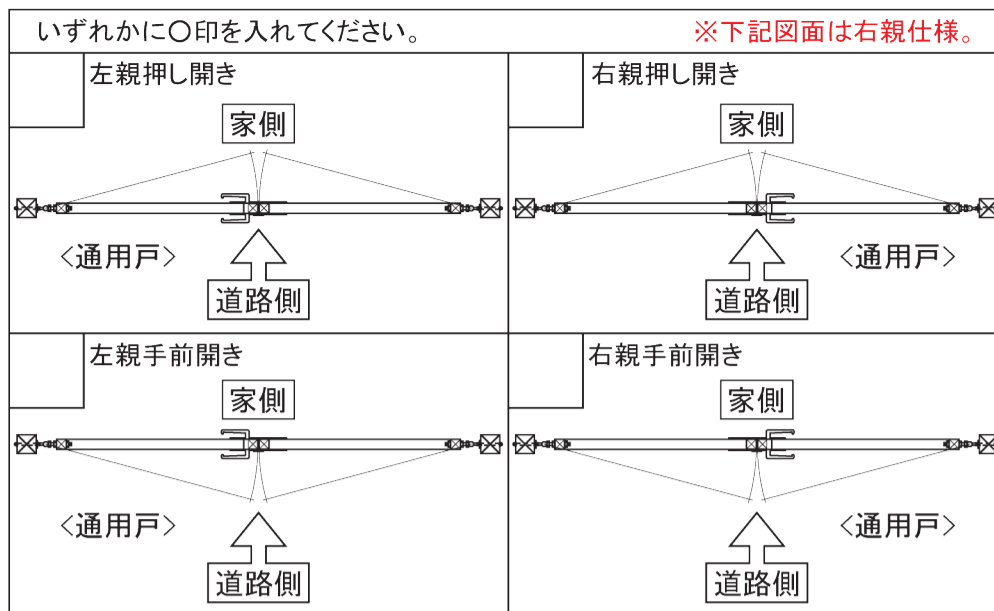 いずれかに〇印を入れてください。 ※下記図面は右親仕様。
左親押し開き
家側
<通用戸>
道路側
右親押し開き
家側
<通用戸>
道路側
左親手前開き
家側
<通用戸>
道路側
右親手前開き
家側
<通用戸>
道路側